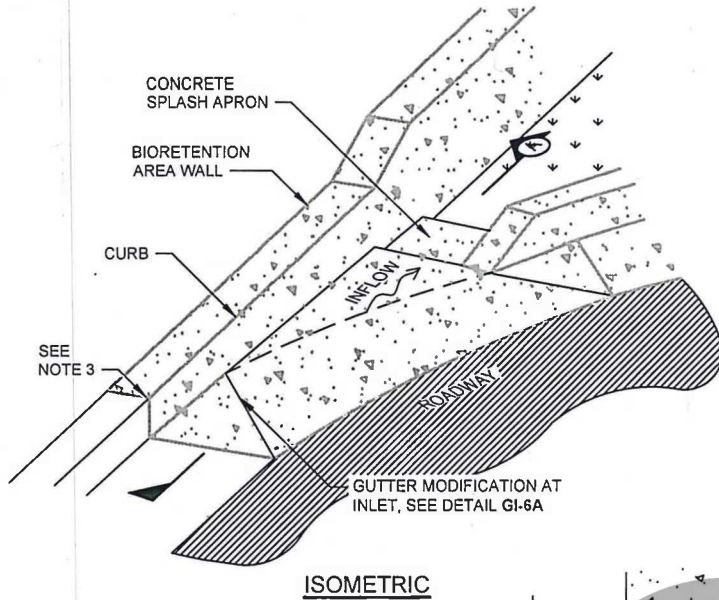 CONCRETE
SPLASH APRON
BIORETENTION
AREA WALL
CURB
INFLOW
SEE
NOTE 3
ROADWAY
GUTTER MODIFICATION AT
INLET, SEE DETAIL GI-6A
ISOMETRIC